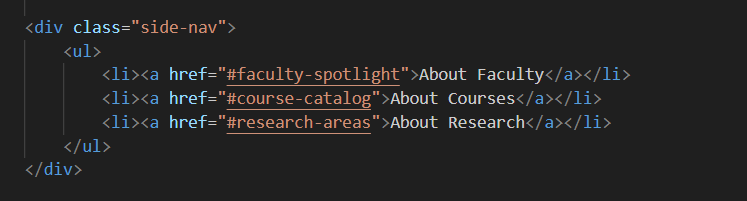 <div class="side-nav">
<ul>
<li><a href="#faculty-spotlight">About Faculty</a></li>
<li><a href="#course-catalog">About Courses</a></li>
<li><a href="#research-areas">About Research</a></li>
</ul>
</div>